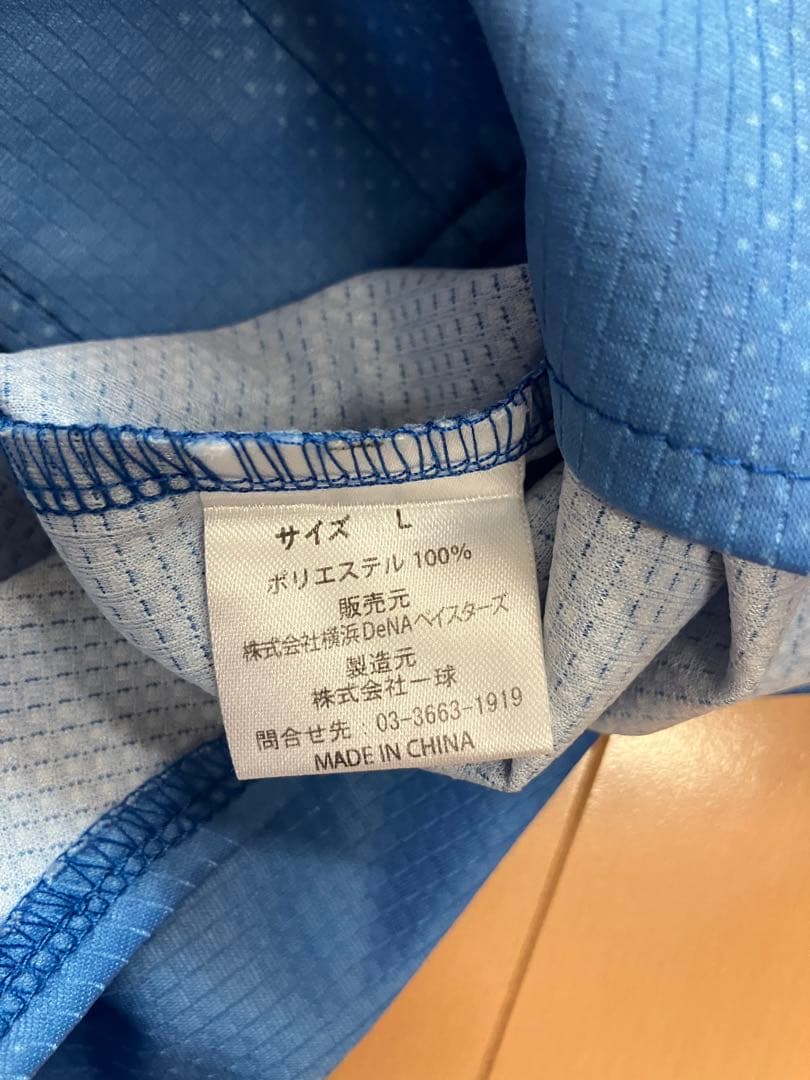 サイズ L
ポリエステル 100%
販売元
株式会社横浜DeNAベイスターズ
製造元
株式会社一球
問合せ先 03-3663-1919
MADE IN CHINA